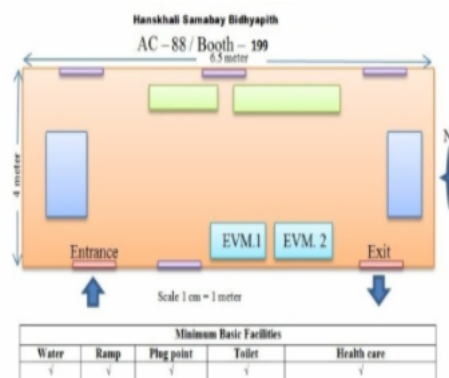 Hanskhali Samabay Bidhyapith
AC – 88 / Booth – 199
6.5 meter
4 meter
N
EVM.1 EVM. 2
Entrance Exit
Scale 1 cm = 1 meter
Minimum Basic Facilities
Water Ramp Plug point Toilet Health care
√ √ √ √ √